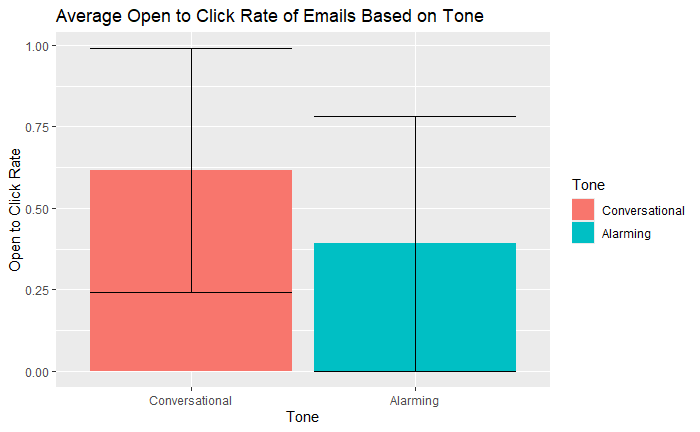 Average Open to Click Rate of Emails Based on Tone
1.00
0.75
0.50
0.25
0.00
Open to Click Rate
Conversational
Alarming
Tone
Tone
Conversational
Alarming